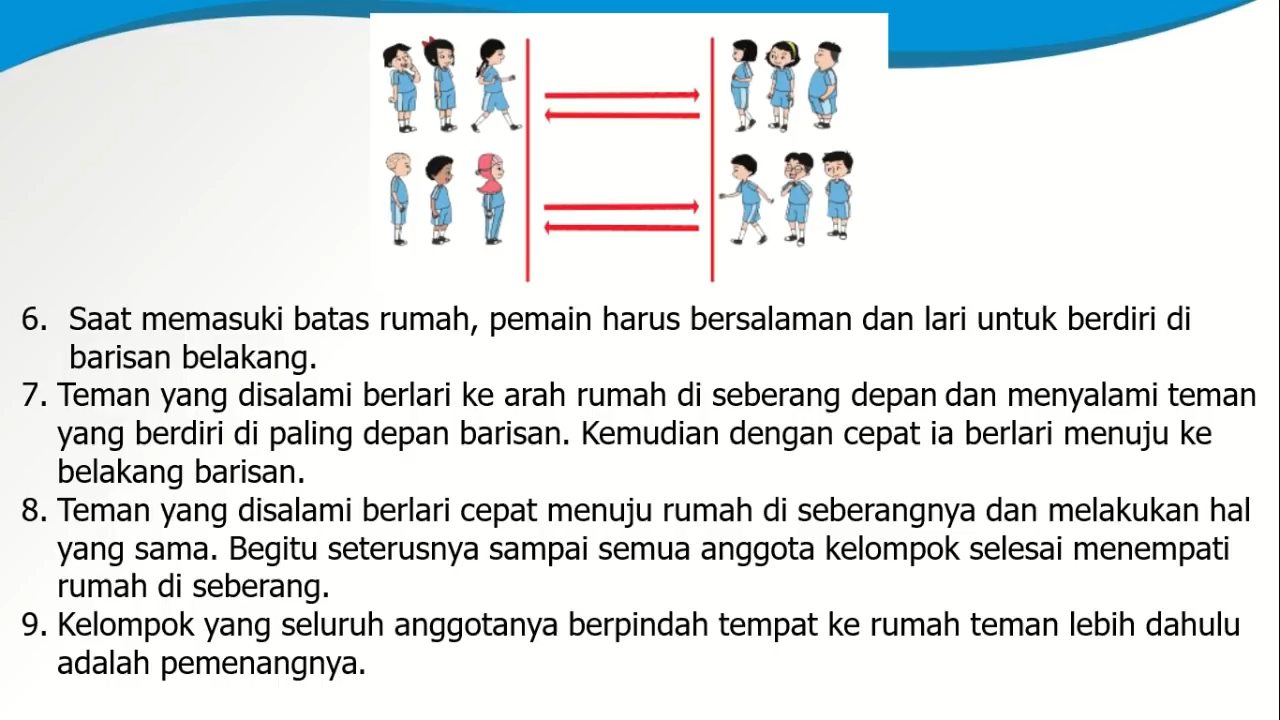 6. Saat memasuki batas rumah, pemain harus bersalaman dan lari untuk berdiri di
barisan belakang.
7. Teman yang disalami berlari ke arah rumah di seberang depan dan menyalami teman
yang berdiri di paling depan barisan. Kemudian dengan cepat ia berlari menuju ke
belakang barisan.
8. Teman yang disalami berlari cepat menuju rumah di seberangnya dan melakukan hal
yang sama. Begitu seterusnya sampai semua anggota kelompok selesai menempati
rumah di seberang.
9. Kelompok yang seluruh anggotanya berpindah tempat ke rumah teman lebih dahulu
adalah pemenangnya.